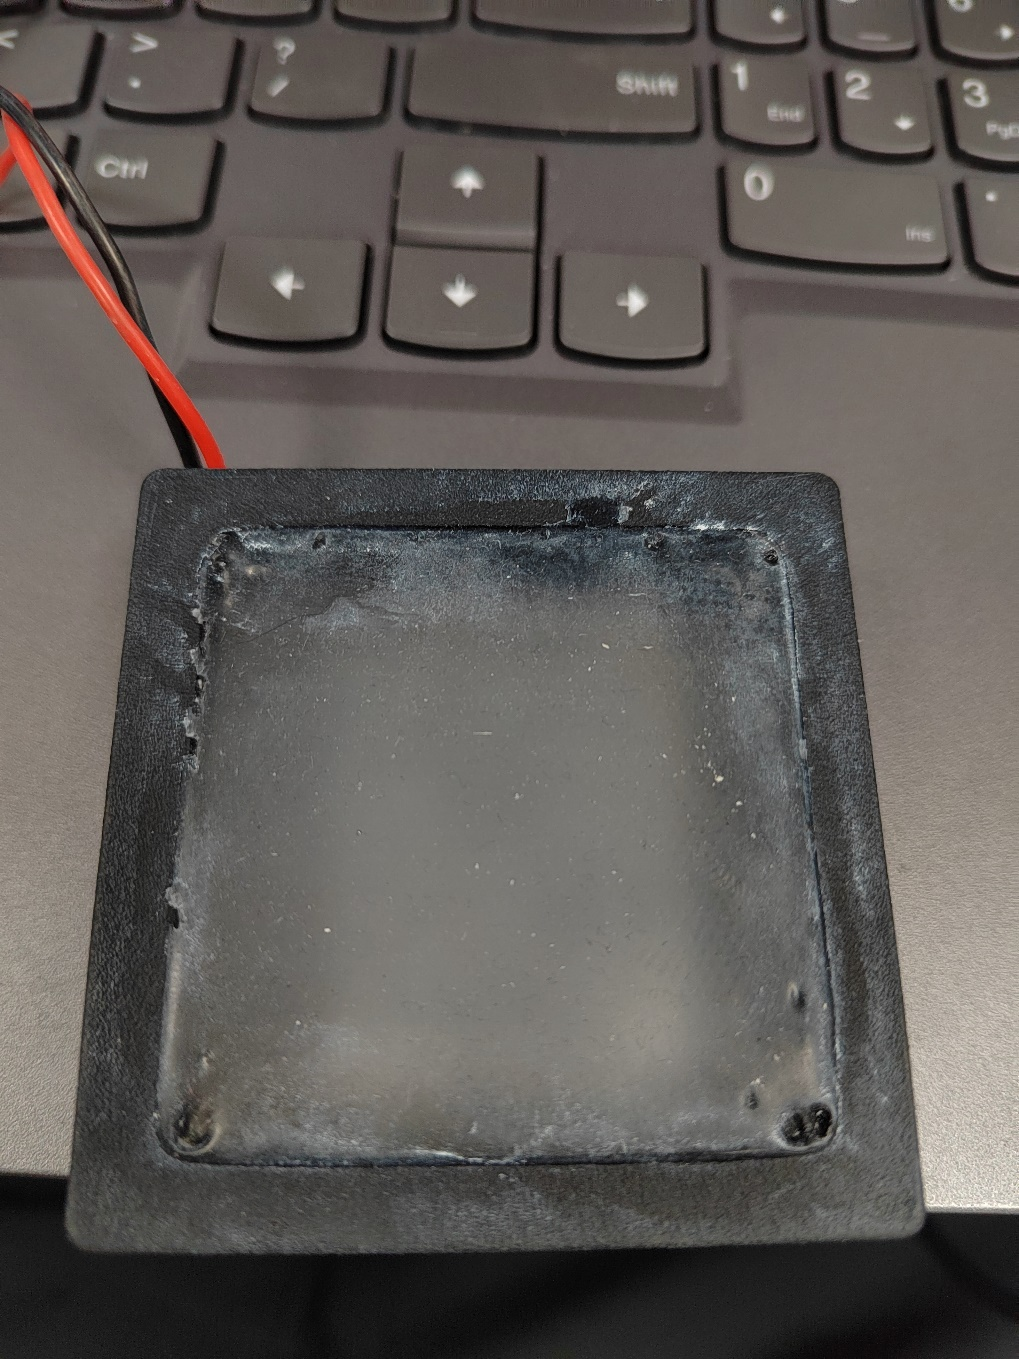 < > ?
. /
Shift
1 End
2
3 PgD
Ctrl
0 Ins
.